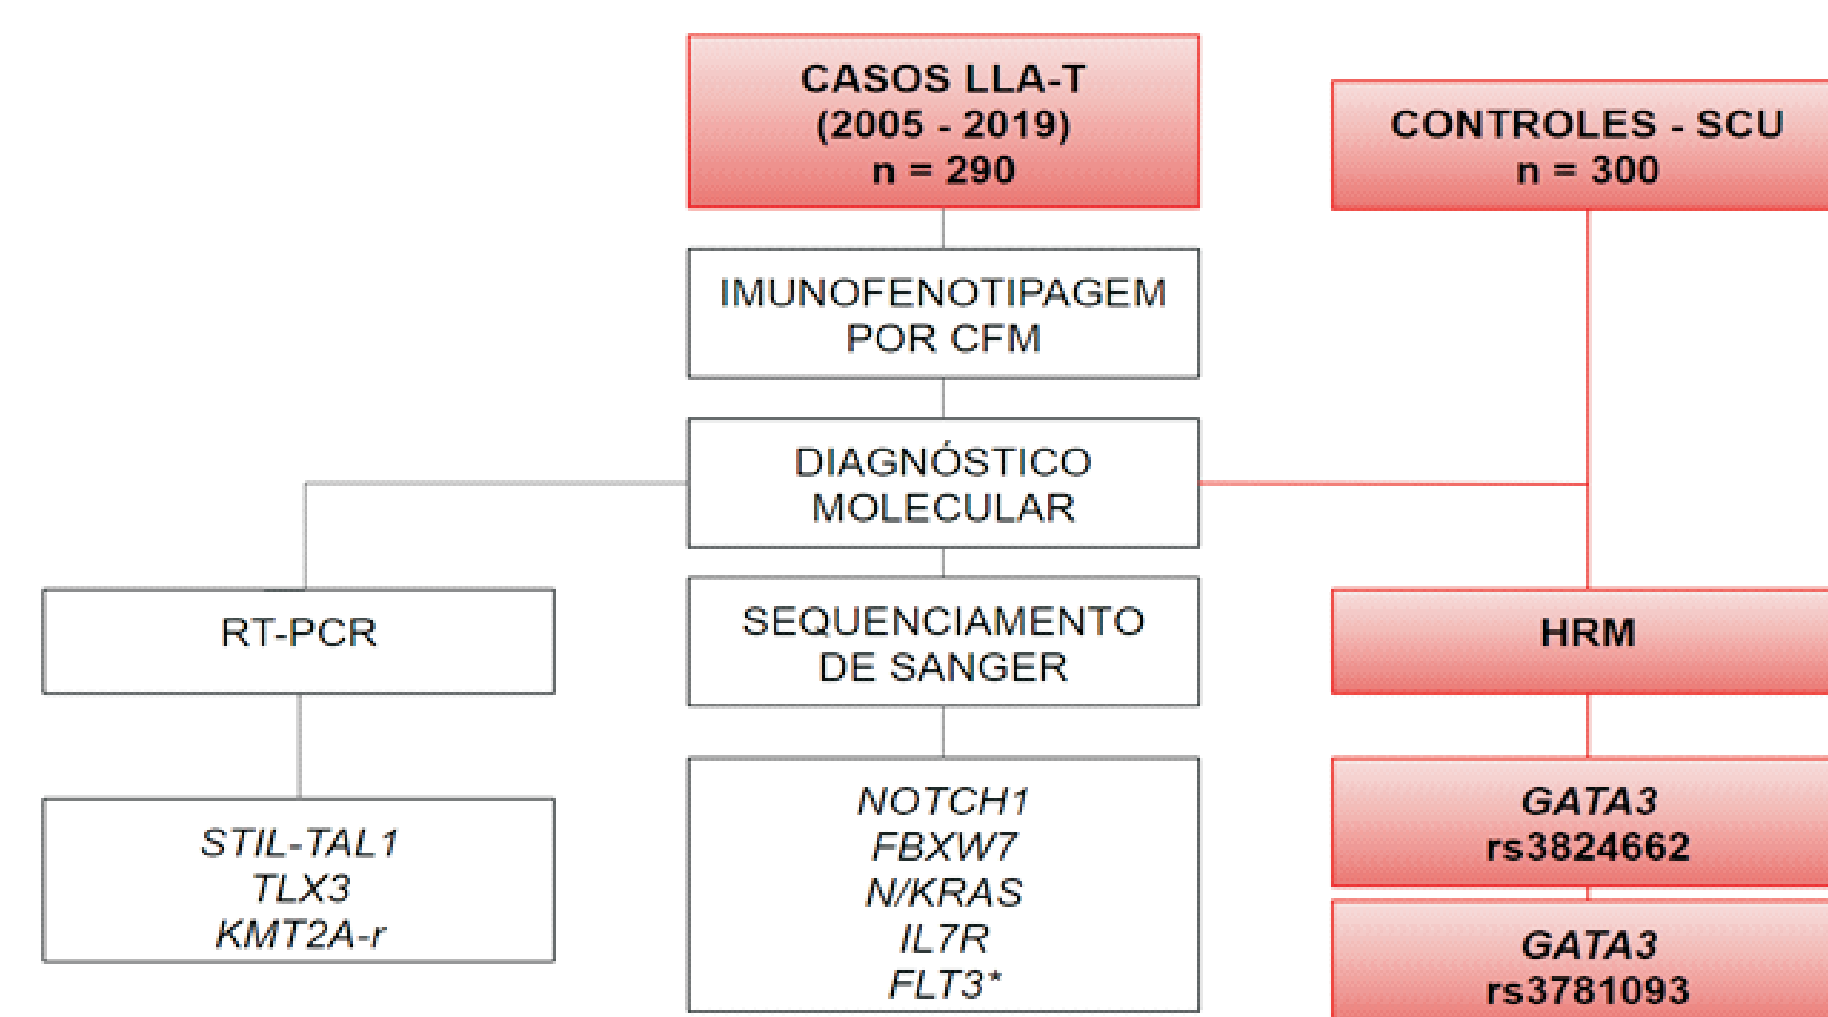 CASOS LLA-T
(2005 - 2019)
n = 290
CONTROLES - SCU
n = 300
IMUNOFENOTIPAGEM
POR CFM
DIAGNÓSTICO
MOLECULAR
RT-PCR
SEQUENCIAMENTO
DE SANGER
HRM
STIL-TAL1
TLX3
KMT2A-r
NOTCH1
FBXW7
N/KRAS
IL7R
FLT3*
GATA3
rs3824662
GATA3
rs3781093